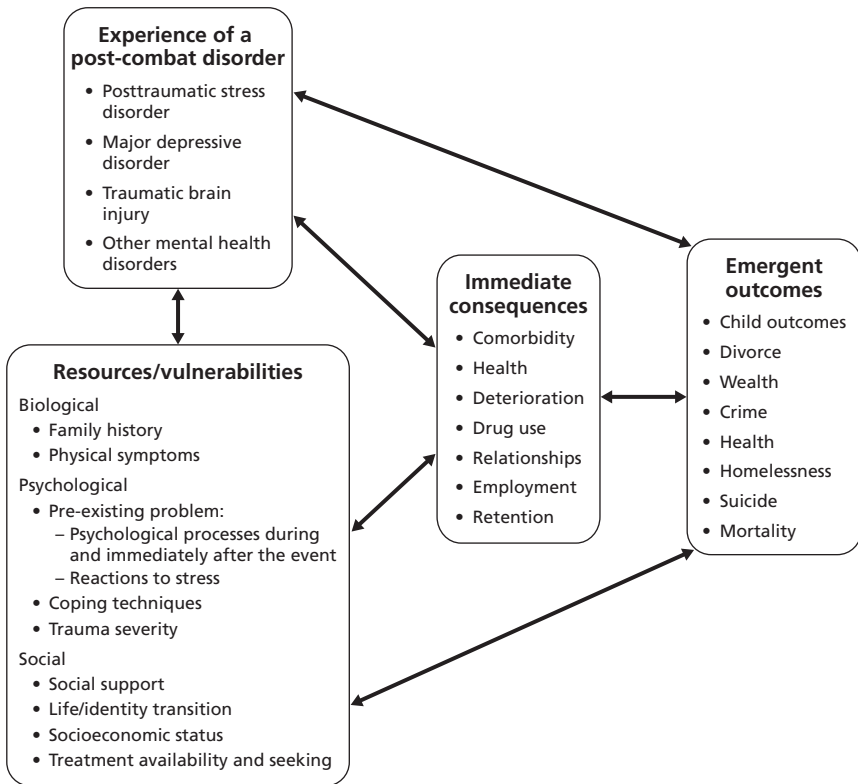 Experience of a
post-combat disorder
• Posttraumatic stress
disorder
• Major depressive
disorder
• Traumatic brain
injury
• Other mental health
disorders
Resources/vulnerabilities
Biological
• Family history
• Physical symptoms
Psychological
• Pre-existing problem:
– Psychological processes during
and immediately after the event
– Reactions to stress
• Coping techniques
• Trauma severity
Social
• Social support
• Life/identity transition
• Socioeconomic status
• Treatment availability and seeking
Immediate
consequences
• Comorbidity
• Health
• Deterioration
• Drug use
• Relationships
• Employment
• Retention
Emergent
outcomes
• Child outcomes
• Divorce
• Wealth
• Crime
• Health
• Homelessness
• Suicide
• Mortality